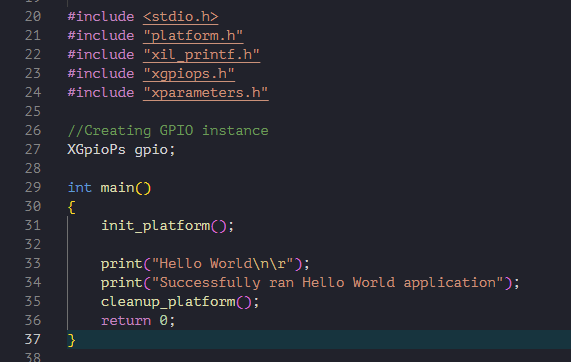 20 #include <stdio.h>
21 #include "platform.h"
22 #include "xil_printf.h"
23 #include "xgpiops.h"
24 #include "xparameters.h"
25
26 //Creating GPIO instance
27 XGpioPs gpio;
28
29 int main()
30 {
31     init_platform();
32
33     print("Hello World\n\r");
34     print("Successfully ran Hello World application");
35     cleanup_platform();
36     return 0;
37 }
38